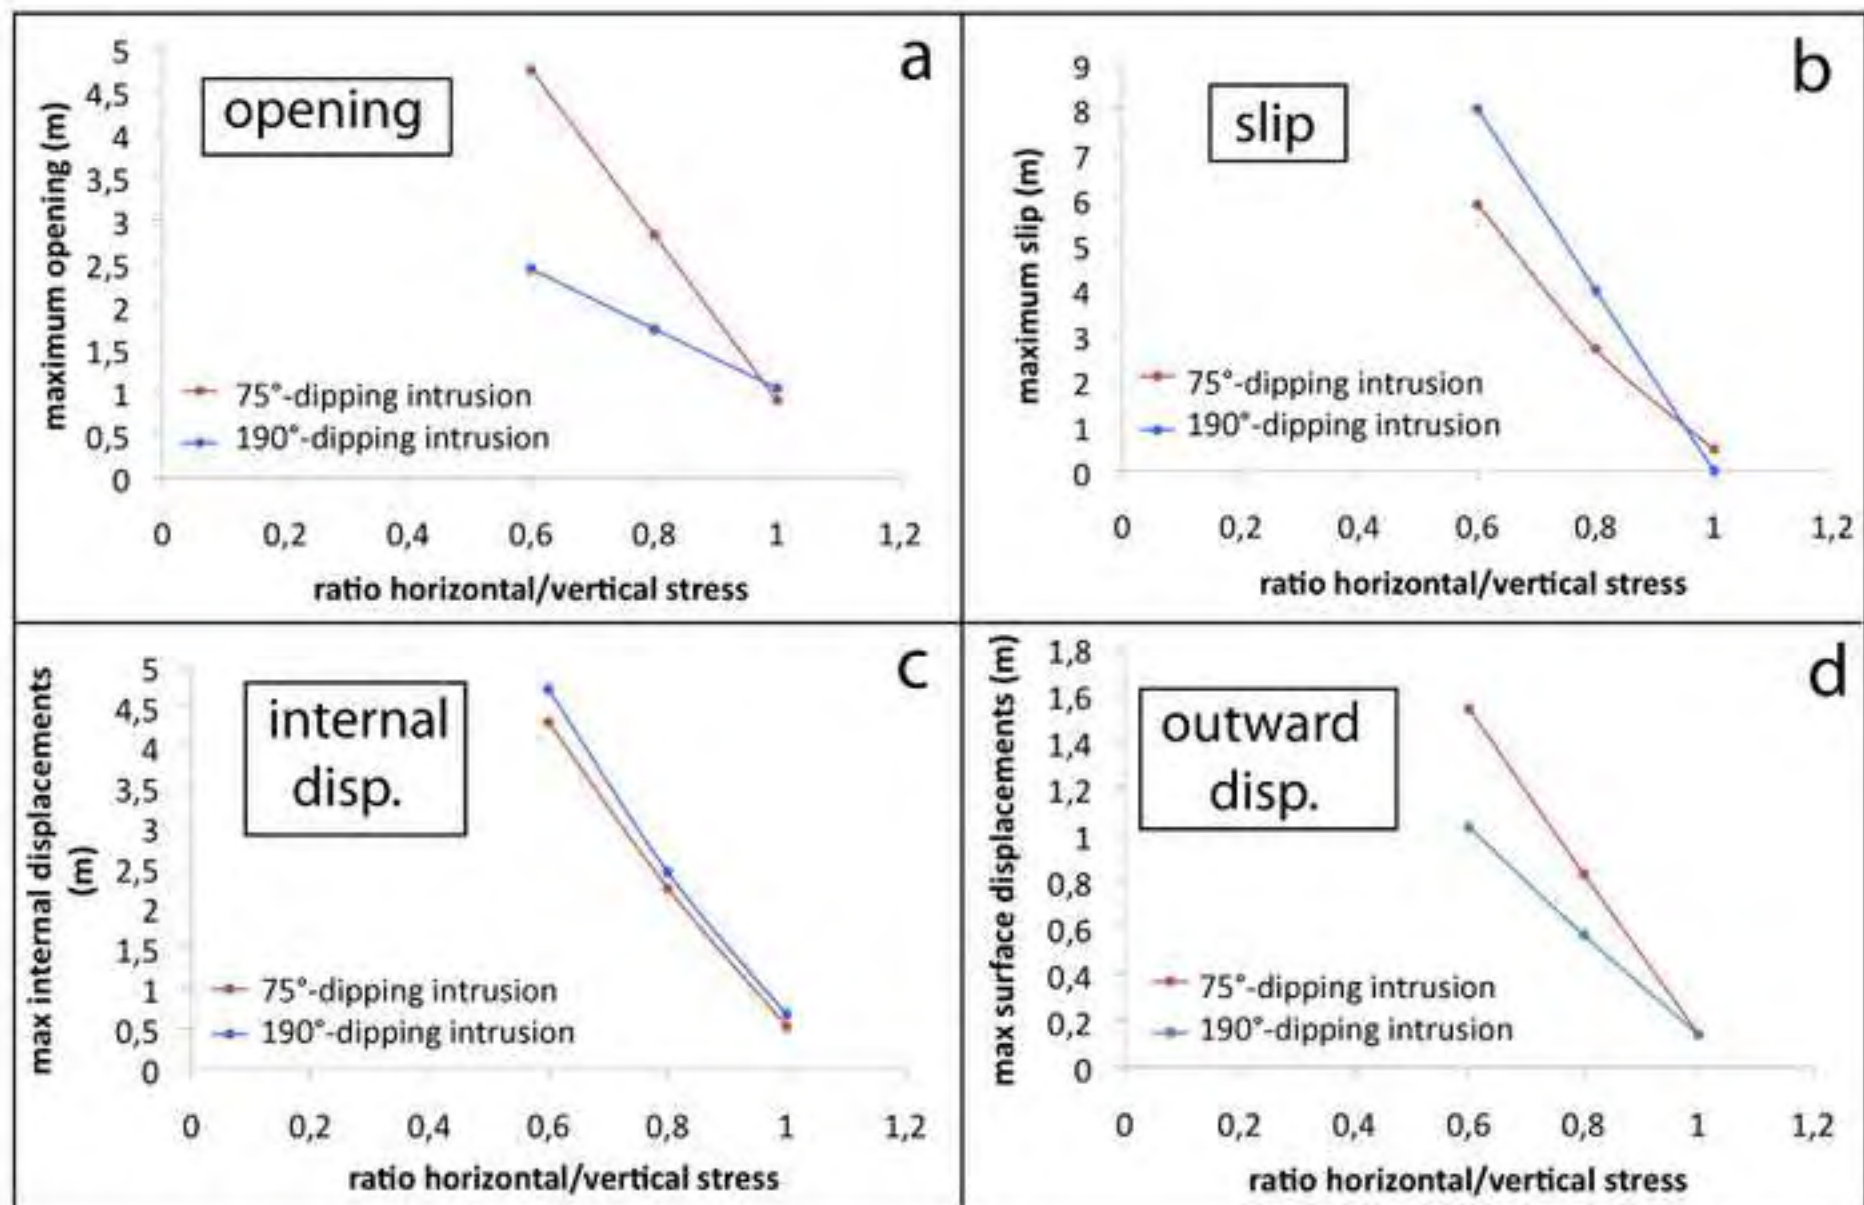 a
opening
maximum opening (m)
5
4,5
4
3,5
3
2,5
2
1,5
1
0,5
0
75°-dipping intrusion
190°-dipping intrusion
0 0,2 0,4 0,6 0,8 1 1,2
ratio horizontal/vertical stress
b
slip
maximum slip (m)
9
8
7
6
5
4
3
2
1
0
75°-dipping intrusion
190°-dipping intrusion
0 0,2 0,4 0,6 0,8 1 1,2
ratio horizontal/vertical stress
c
internal
disp.
max internal displacements
(m)
5
4,5
4
3,5
3
2,5
2
1,5
1
0,5
0
75°-dipping intrusion
190°-dipping intrusion
0 0,2 0,4 0,6 0,8 1 1,2
ratio horizontal/vertical stress
d
outward
disp.
max surface displacements (m)
1,8
1,6
1,4
1,2
1
0,8
0,6
0,4
0,2
0
75°-dipping intrusion
190°-dipping intrusion
0 0,2 0,4 0,6 0,8 1 1,2
ratio horizontal/vertical stress